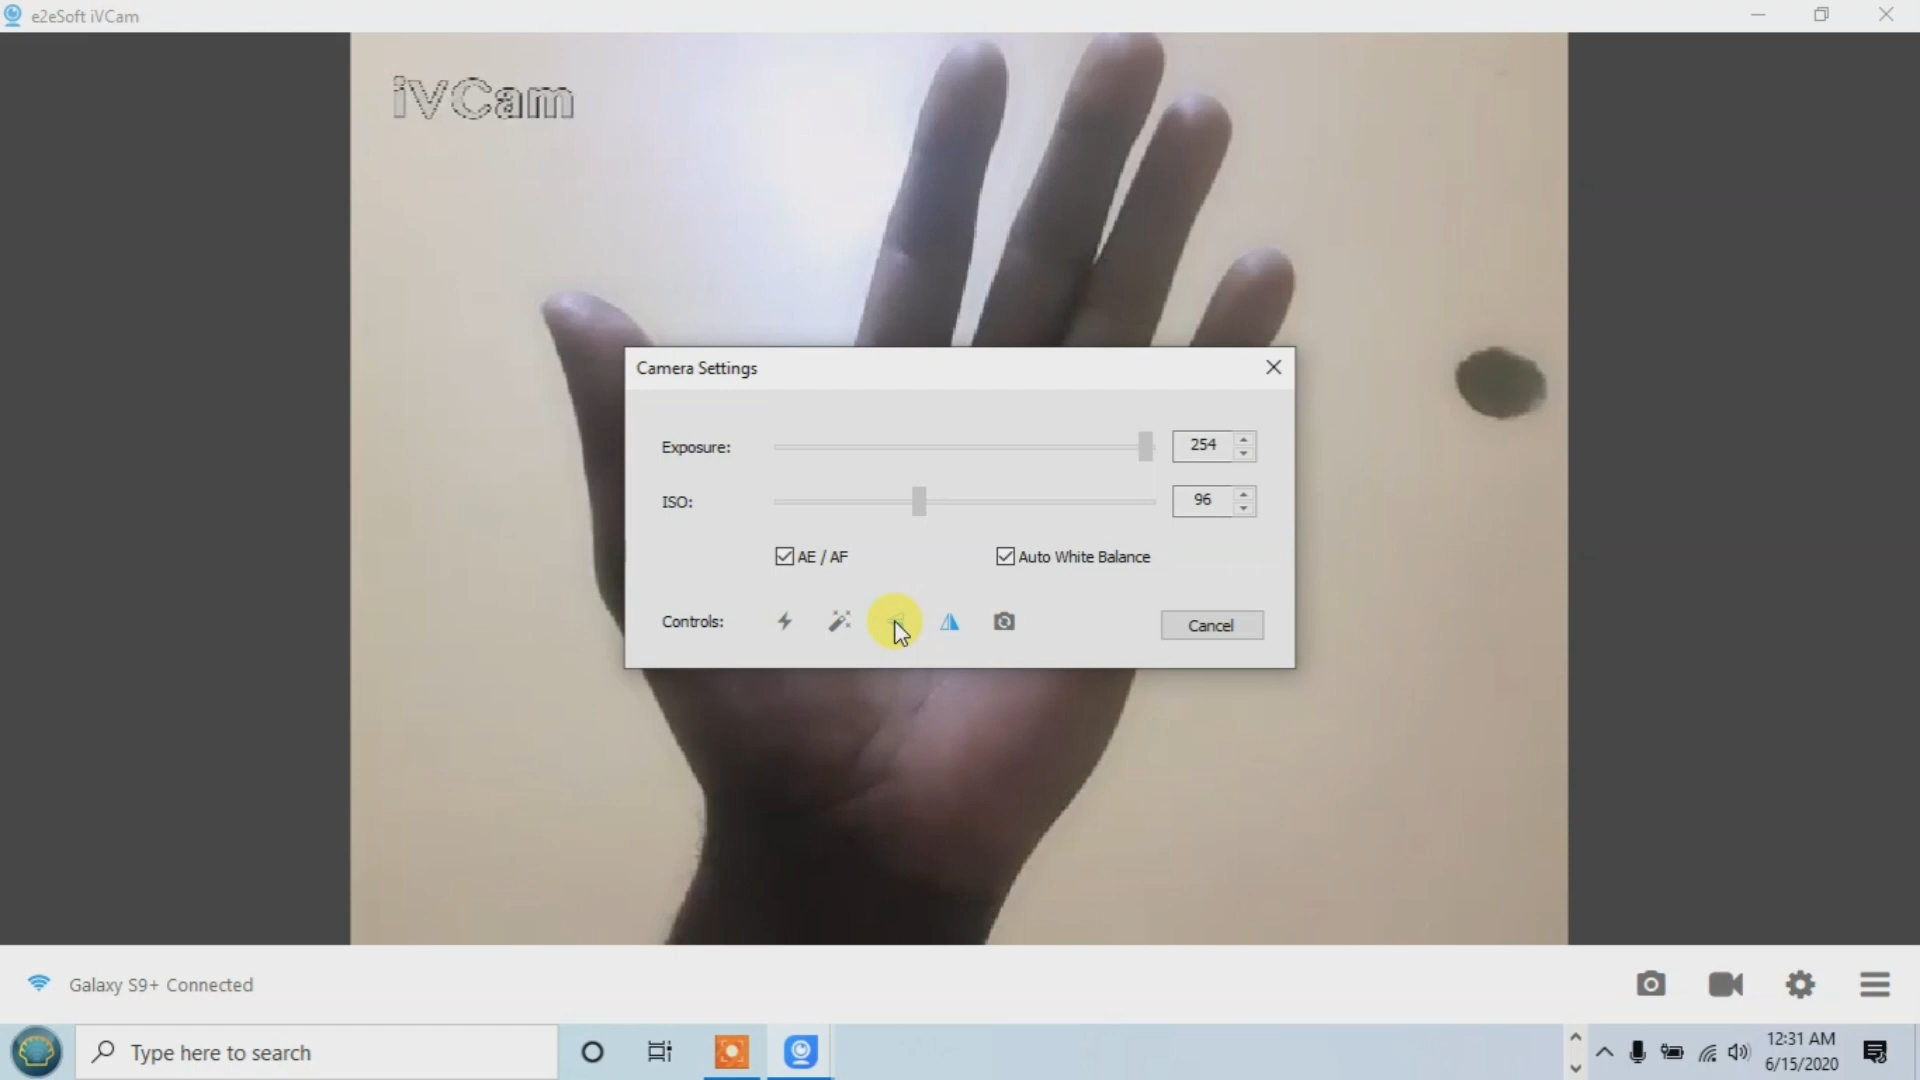 e2eSoft iVCam
iVCam
Camera Settings
Exposure: 254
ISO: 96
AE / AF Auto White Balance
Controls: Cancel
Galaxy S9+ Connected
Type here to search
12:31 AM
6/15/2020